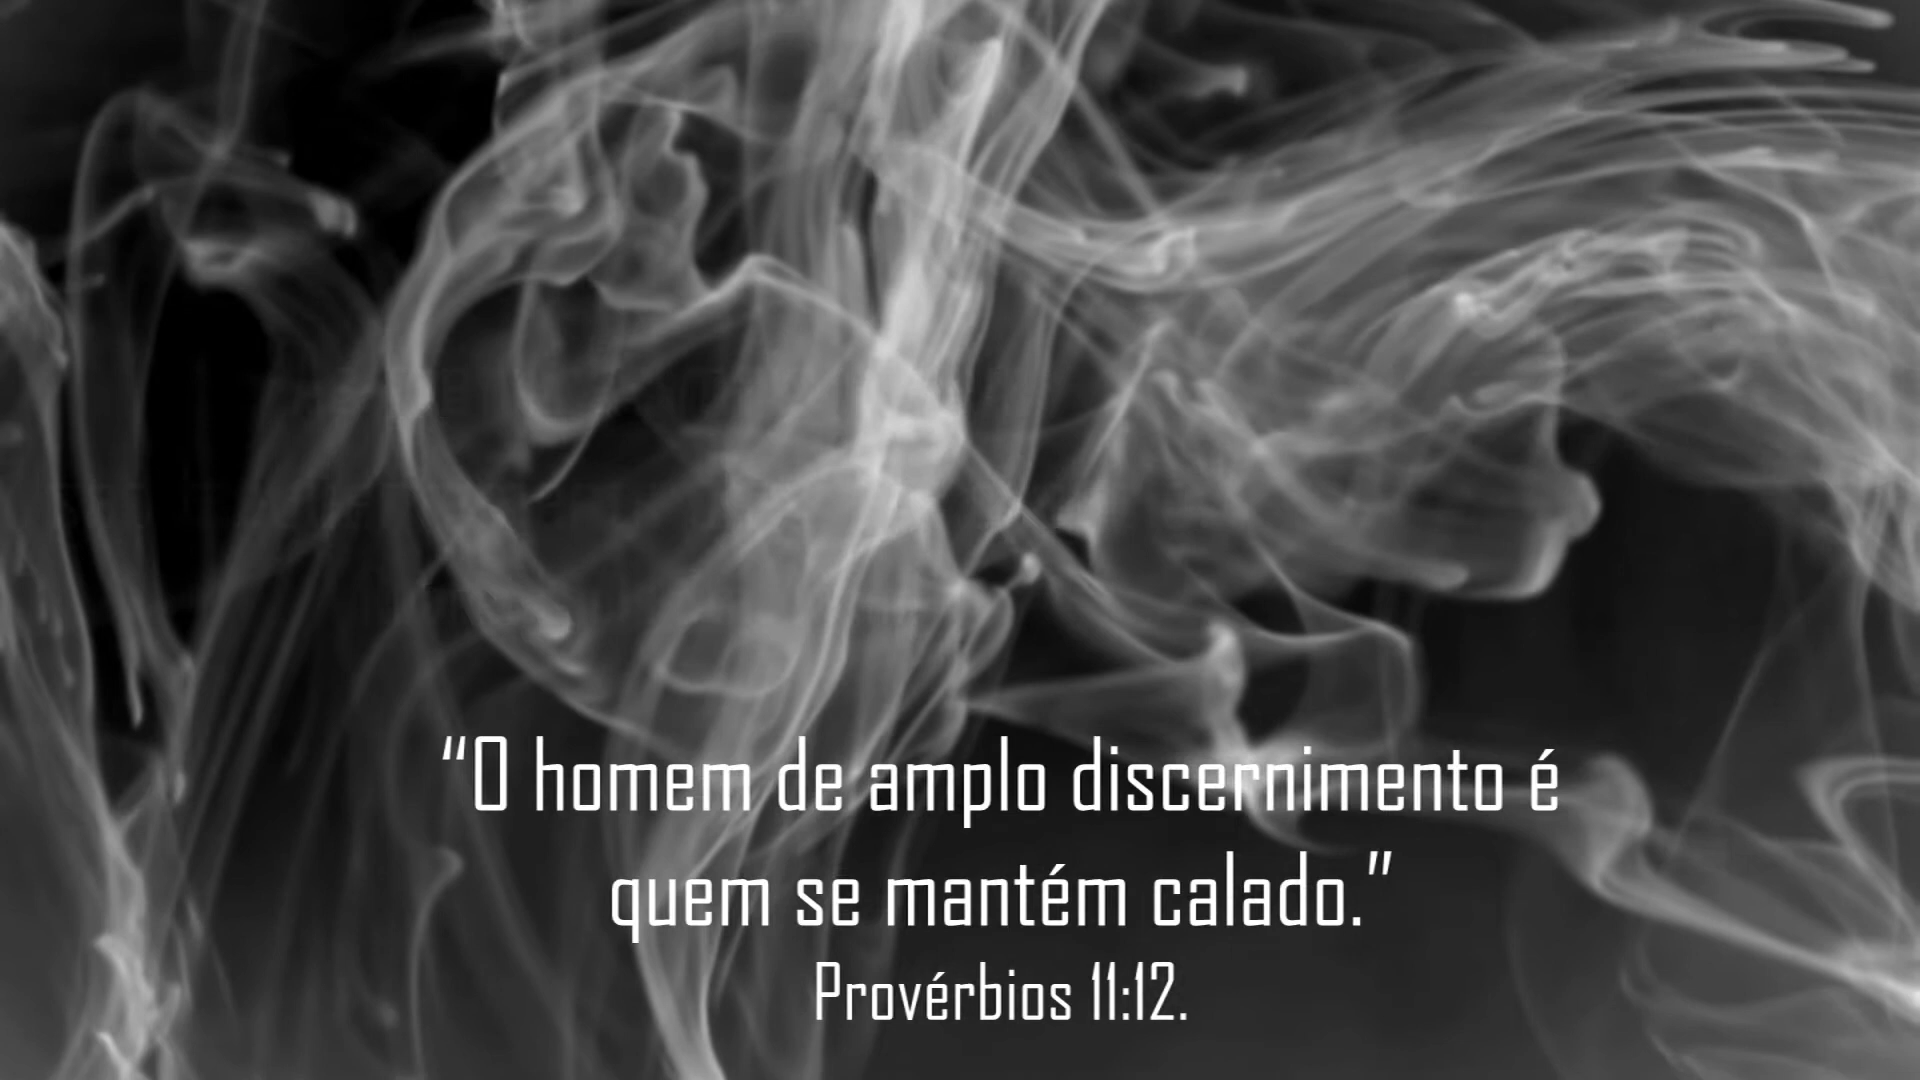 “O homem de amplo discernimento é
quem se mantém calado.”
Provérbios 11:12.